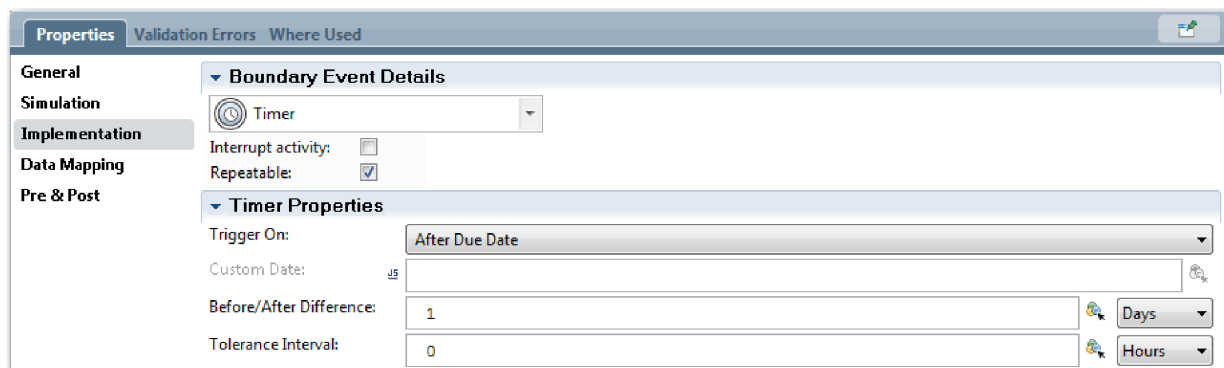 Properties Validation Errors Where Used
General
Simulation
Implementation
Data Mapping
Pre & Post
Boundary Event Details
Timer
Interrupt activity:
Repeatable:
Timer Properties
Trigger On: After Due Date
Custom Date: JS
Before/After Difference: 1 Days
Tolerance Interval: 0 Hours